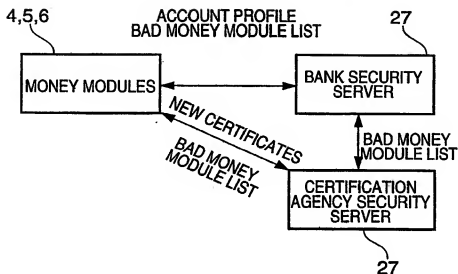 4,5,6
ACCOUNT PROFILE
BAD MONEY MODULE LIST
27
MONEY MODULES
BANK SECURITY
SERVER
NEW CERTIFICATES
BAD MONEY
MODULE LIST
BAD MONEY
MODULE LIST
CERTIFICATION
AGENCY SECURITY
SERVER
27